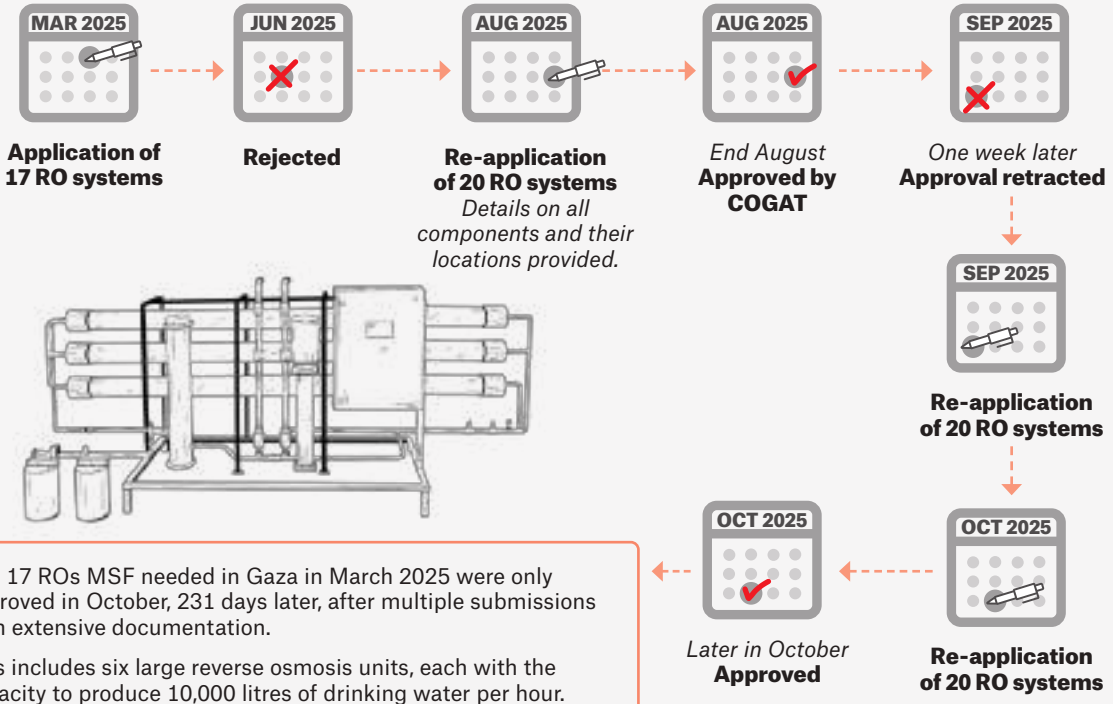 MAR 2025
Application of
17 RO systems
JUN 2025
Rejected
AUG 2025
Re-application
of 20 RO systems
Details on all
components and their
locations provided.
AUG 2025
End August
Approved by
COGAT
SEP 2025
One week later
Approval retracted
SEP 2025
Re-application
of 20 RO systems
OCT 2025
Re-application
of 20 RO systems
OCT 2025
Later in October
Approved
17 ROs MSF needed in Gaza in March 2025 were only
roved in October, 231 days later, after multiple submissions
extensive documentation.
includes six large reverse osmosis units, each with the
acity to produce 10,000 litres of drinking water per hour.